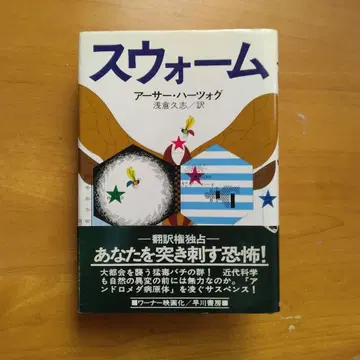 スウォーム
アーサー・ハーツォグ
浅倉久志/訳
―翻訳権独占―
あなたを突き刺す恐怖!
大都会を襲う猛毒バチの群! 近代科学
も自然の異変の前には無力なのか。『ア
ンドロメダ病原体』を凌ぐサスペンス!
■ワーナー映画化/早川書房■